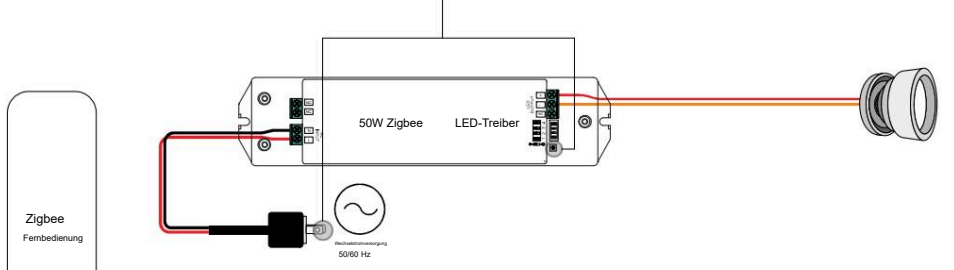 50W Zigbee LED-Treiber
Zigbee
Fernbedienung
Wechselstromversorgung
50/60 Hz